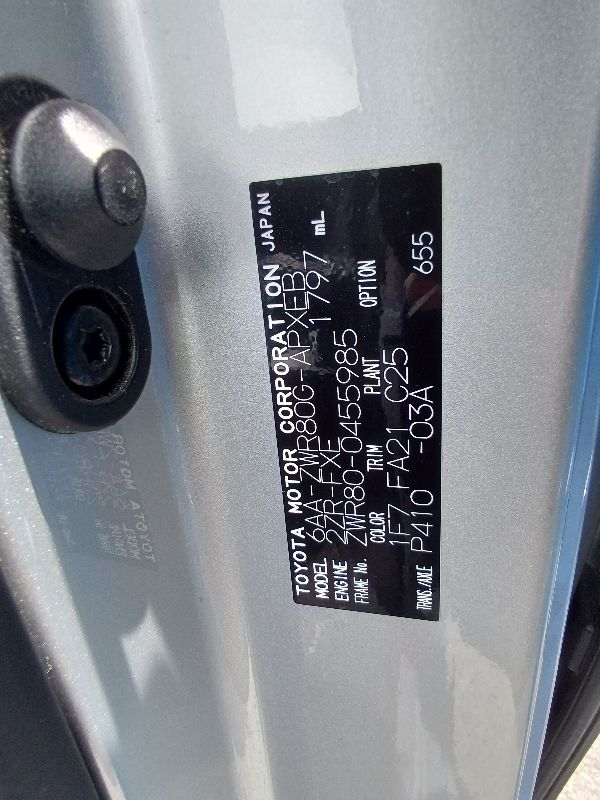 TOYOTA MOTOR CORPORATION JAPAN
MODEL 6AA-ZWR80G-APXEB
ENGINE 2ZR-FXE 1797 mL
FRAME No. ZWR80-0455985
COLOR TRIM PLANT OPTION
1F7 FA21 C25
TRANS./AXLE P410 -03A 655